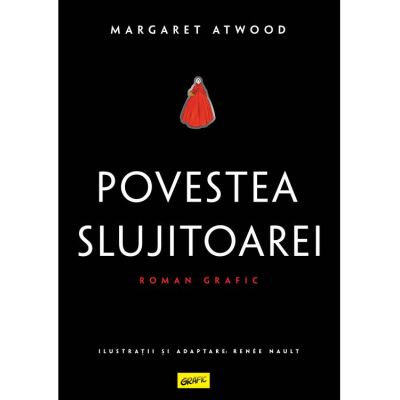 MARGARET ATWOOD
POVESTEA
SLUJITOAREI
ROMAN GRAFIC
ILUSTRAȚII ȘI ADAPTARE: RENÉE NAULT
GRAFIC